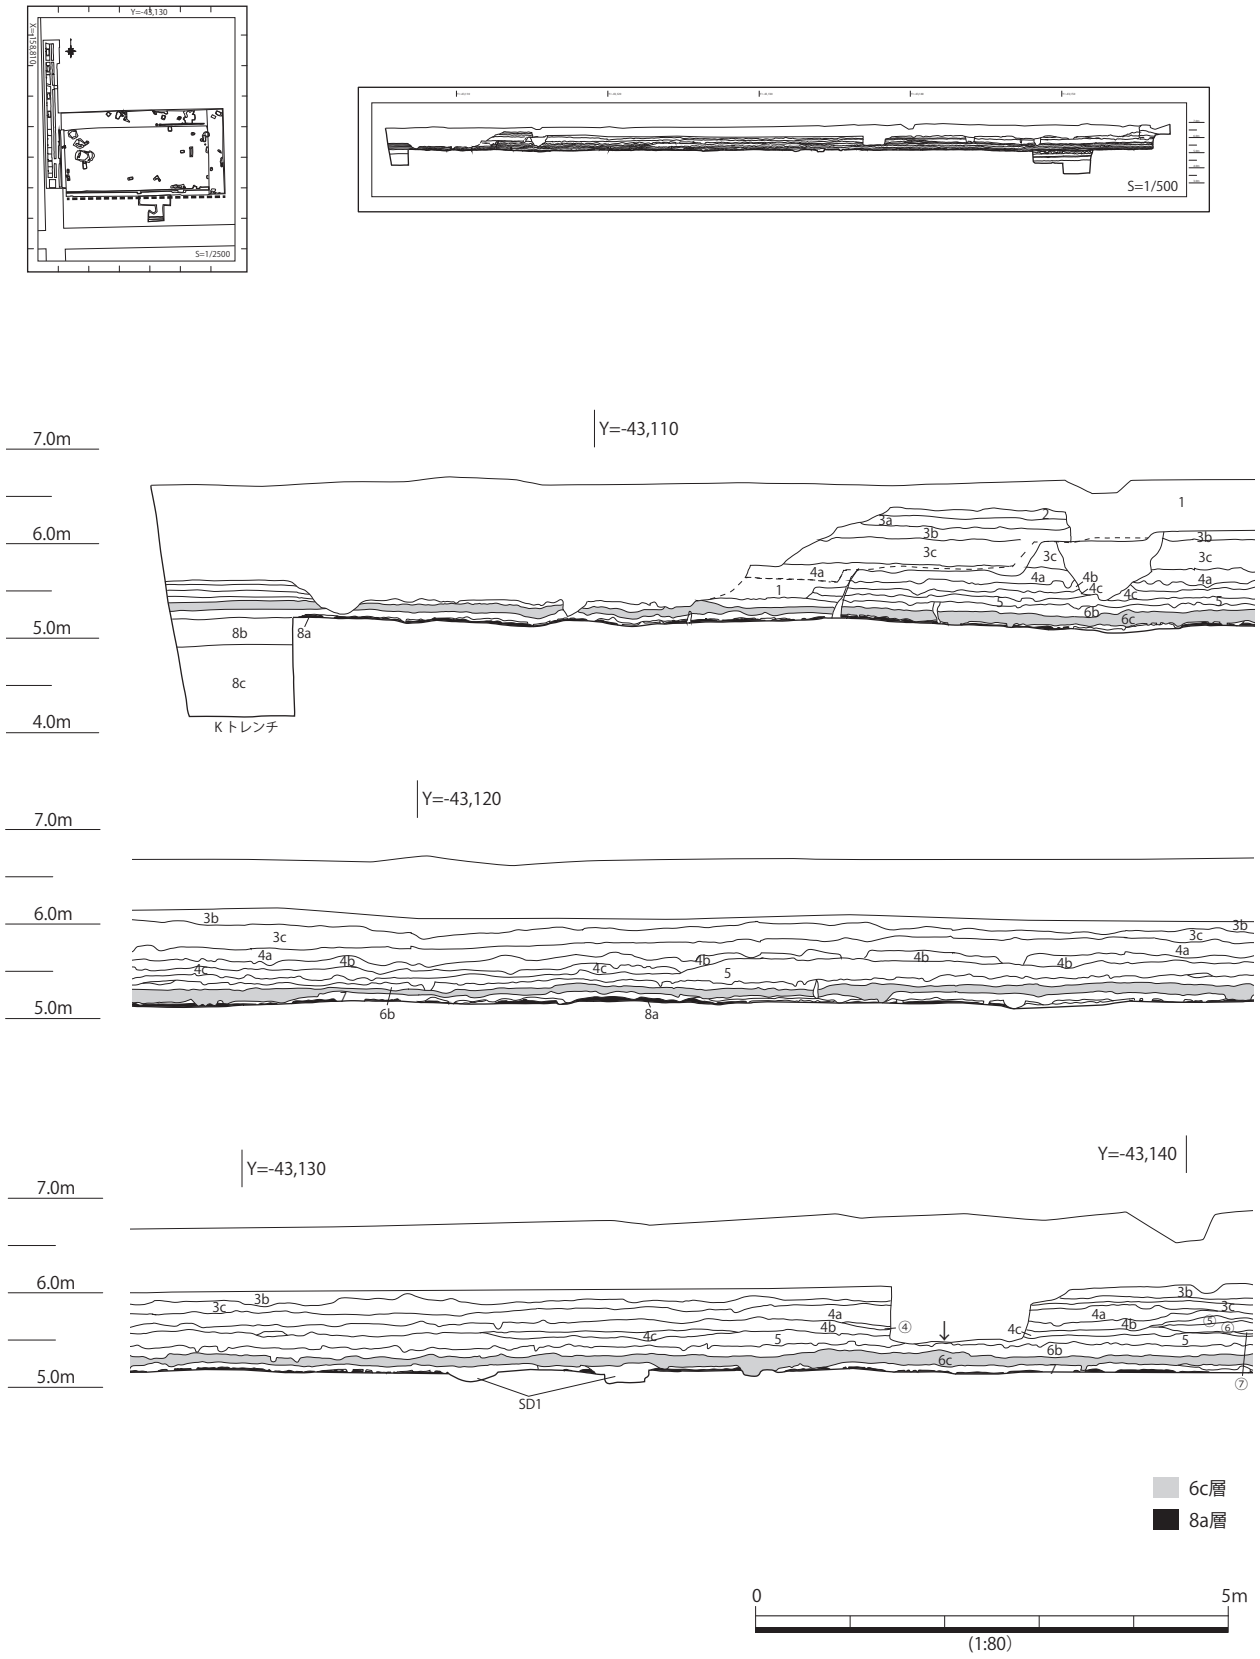 Y=-43,130
X=158,810
S=1/2500
S=1/500
Y=-43,110
7.0m
6.0m
5.0m
4.0m
1
2
3a
3b
3c
3b
3c
3c
4a
4a
4b
4c
4a
4c
1
5
5
6b
6c
8b
8a
8c
K トレンチ
Y=-43,120
7.0m
6.0m
5.0m
3b
3b
3c
3c
4a
4a
4b
4b
4b
4b
4c
4c
5
7
6b
8a
Y=-43,130
Y=-43,140
7.0m
6.0m
5.0m
3b
3b
3c
3c
4a
4a
4b
④
4b
⑤
⑥
4c
4c
5
5
6b
6c
7
⑦
SD1
6c層
8a層
0 5m
(1:80)